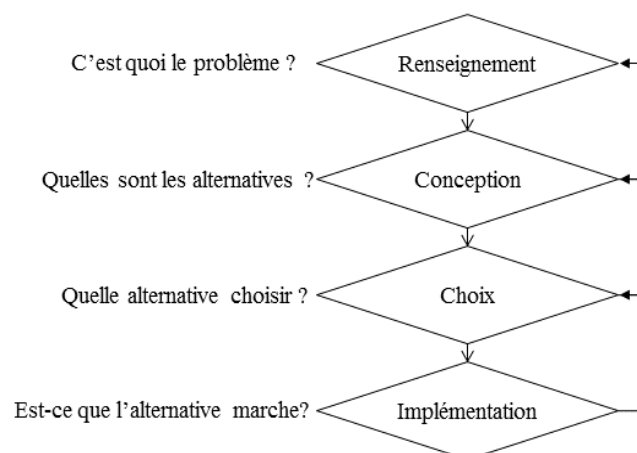 C'est quoi le problème ? Renseignement
Quelles sont les alternatives ? Conception
Quelle alternative choisir ? Choix
Est-ce que l'alternative marche? Implémentation